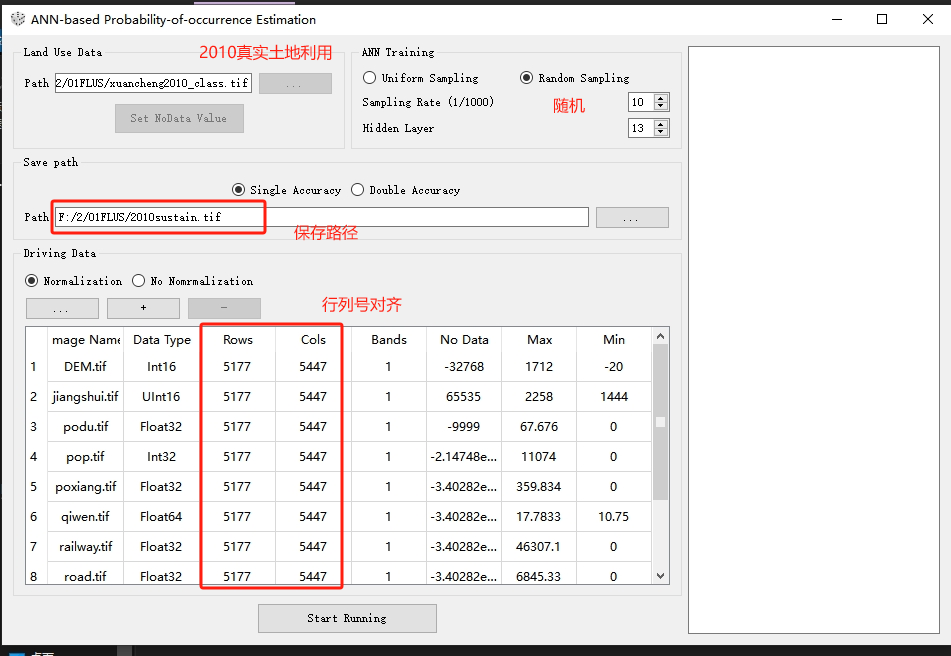 ANN-based Probability-of-occurrence Estimation
Land Use Data
2010真实土地利用
Path 2/01FLUS/xuancheng2010_class.tif ...
Set NoData Value
ANN Training
Uniform Sampling Random Sampling
Sampling Rate (1/1000) 随机 10
Hidden Layer 13
Save path
Single Accuracy Double Accuracy
Path F:/2/01FLUS/2010sustain.tif ...
保存路径
Driving Data
Normalization No Nomrmalization
... + − 行列号对齐
mage Name Data Type Rows Cols Bands No Data Max Min
1 DEM.tif Int16 5177 5447 1 -32768 1712 -20
2 jiangshui.tif UInt16 5177 5447 1 65535 2258 1444
3 podu.tif Float32 5177 5447 1 -9999 67.676 0
4 pop.tif Int32 5177 5447 1 -2.14748e... 11074 0
5 poxiang.tif Float32 5177 5447 1 -3.40282e... 359.834 0
6 qiwen.tif Float64 5177 5447 1 -3.40282e... 17.7833 10.75
7 railway.tif Float32 5177 5447 1 -3.40282e... 46307.1 0
8 road.tif Float32 5177 5447 1 -3.40282e... 6845.33 0
Start Running